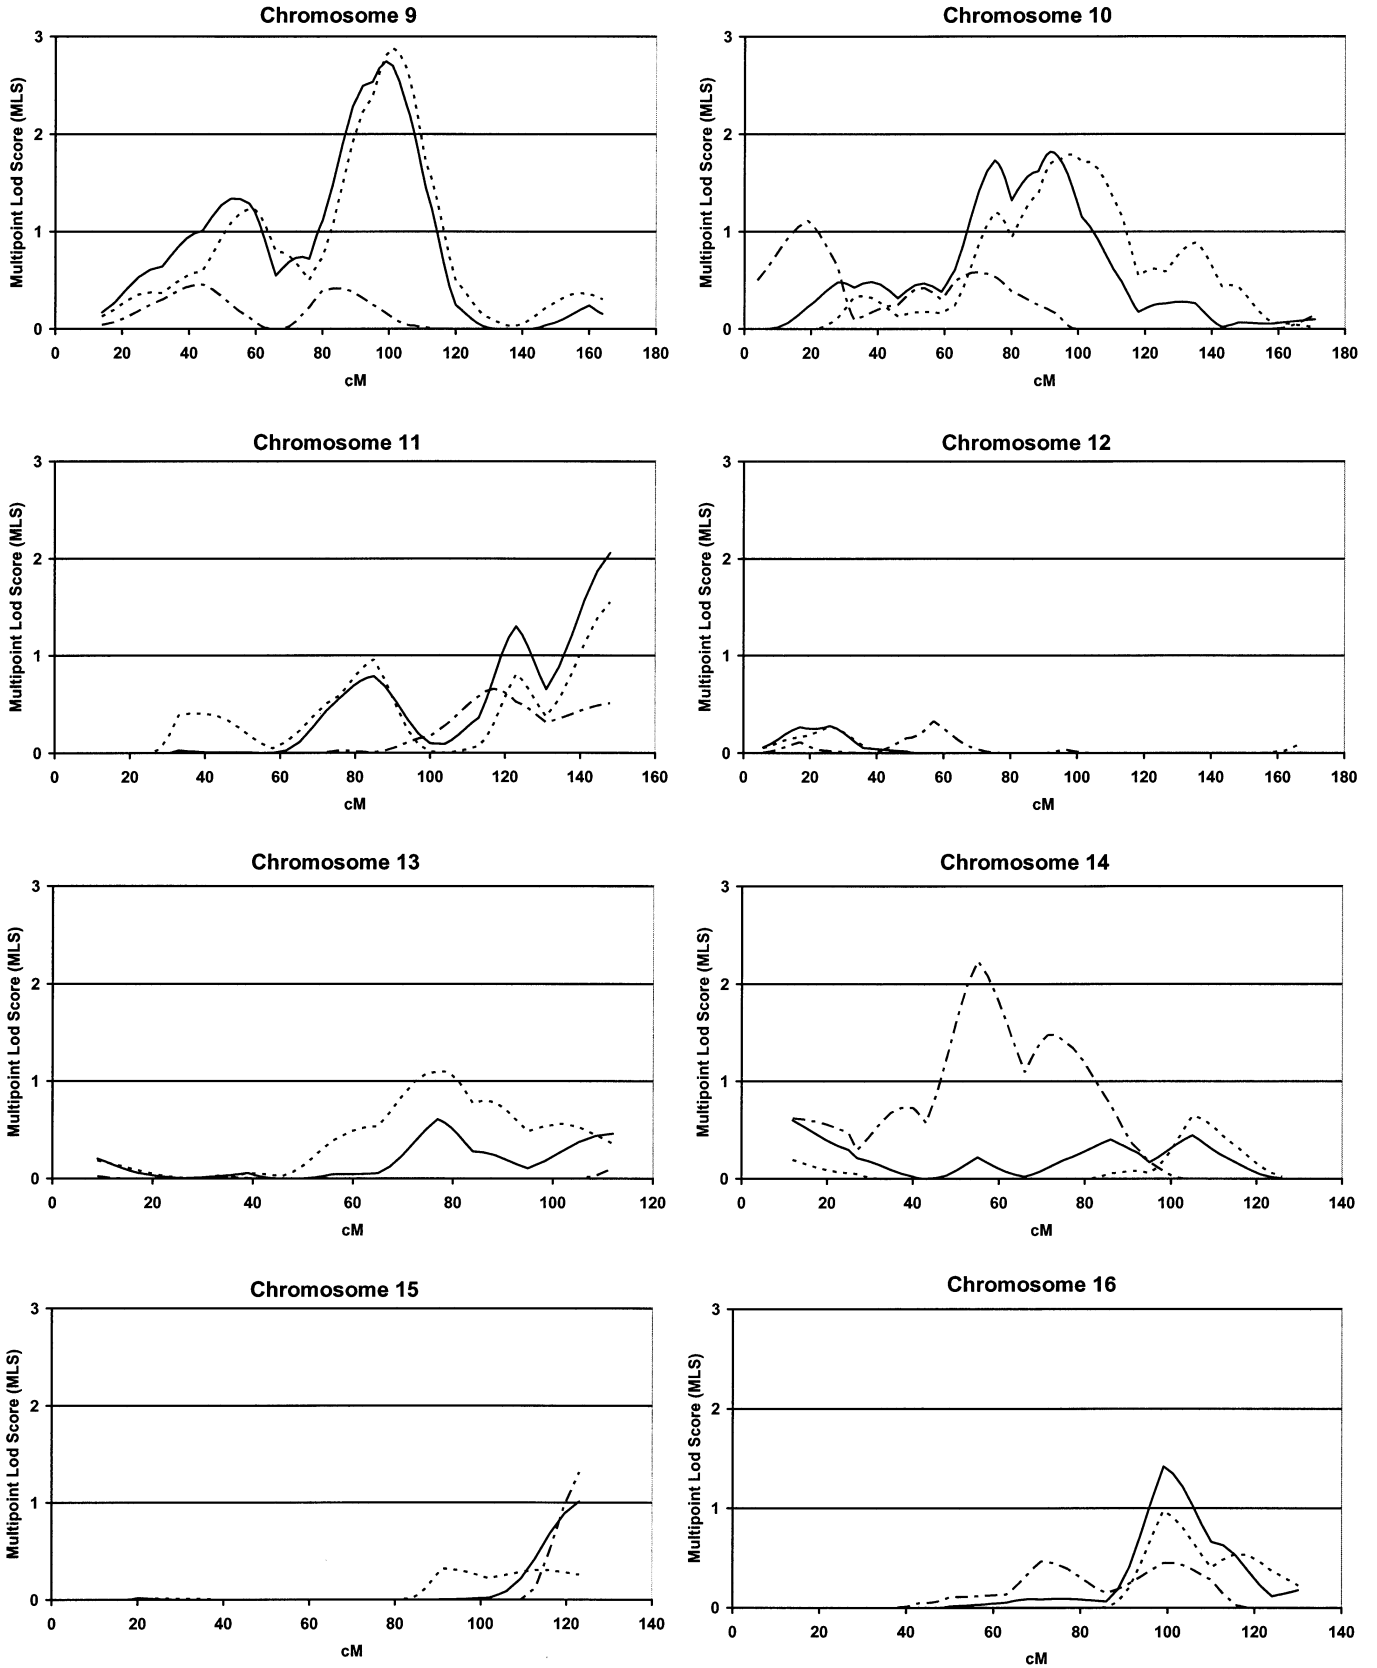 Chromosome 9
Multipoint Lod Score (MLS)
3
2
1
0
0 20 40 60 80 100 120 140 160 180
cM
Chromosome 10
Multipoint Lod Score (MLS)
3
2
1
0
0 20 40 60 80 100 120 140 160 180
cM
Chromosome 11
Multipoint Lod Score (MLS)
3
2
1
0
0 20 40 60 80 100 120 140 160
cM
Chromosome 12
Multipoint Lod Score (MLS)
3
2
1
0
0 20 40 60 80 100 120 140 160 180
cM
Chromosome 13
Multipoint Lod Score (MLS)
3
2
1
0
0 20 40 60 80 100 120
cM
Chromosome 14
Multipoint Lod Score (MLS)
3
2
1
0
0 20 40 60 80 100 120 140
cM
Chromosome 15
Multipoint Lod Score (MLS)
3
2
1
0
0 20 40 60 80 100 120 140
cM
Chromosome 16
Multipoint Lod Score (MLS)
3
2
1
0
0 20 40 60 80 100 120 140
cM